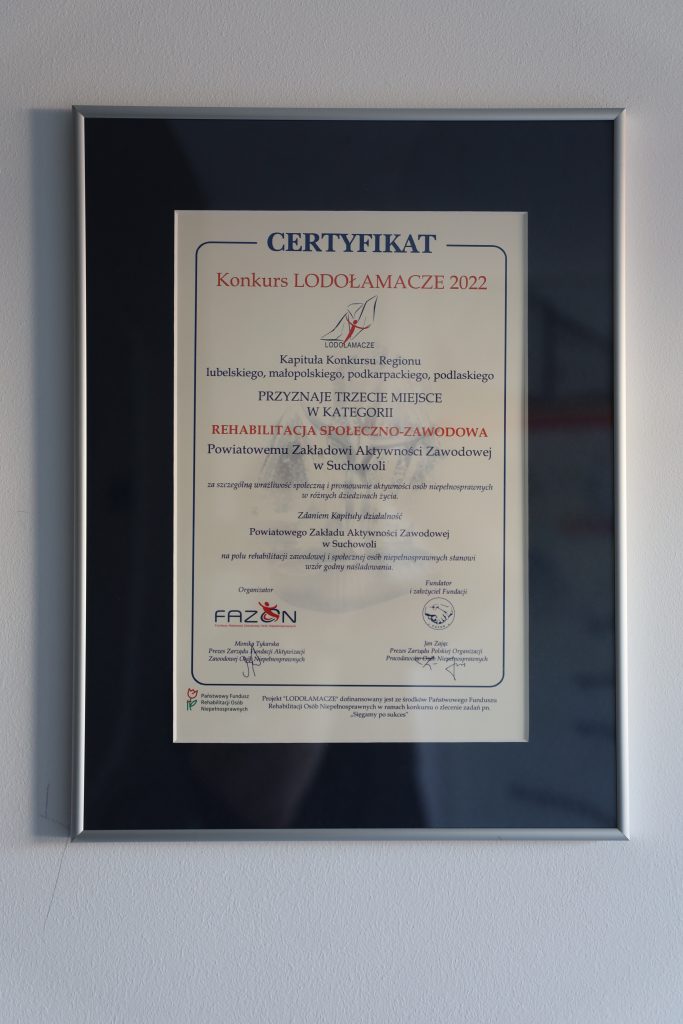 CERTYFIKAT
Konkurs LODOŁAMACZE 2022
LODOŁAMACZE
Kapituła Konkursu Regionu
lubelskiego, małopolskiego, podkarpackiego, podlaskiego
PRZYZNAJE TRZECIE MIEJSCE
W KATEGORII
REHABILITACJA SPOŁECZNO-ZAWODOWA
Powiatowemu Zakładowi Aktywności Zawodowej
w Suchowoli
za szczególną wrażliwość społeczną i promowanie aktywności osób niepełnosprawnych
w różnych dziedzinach życia.
Zdaniem Kapituły działalność
Powiatowego Zakładu Aktywności Zawodowej
w Suchowoli
na polu rehabilitacji zawodowej i społecznej osób niepełnosprawnych stanowi
wzór godny naśladowania.
Organizator
FAZON
Monika Tykarska
Prezes Zarządu Fundacji Aktywizacji
Zawodowej Osób Niepełnosprawnych
Fundator
i założyciel Fundacji
Jan Zając
Prezes Zarządu Polskiej Organizacji
Pracodawców Osób Niepełnosprawnych
Państwowy Fundusz
Rehabilitacji Osób
Niepełnosprawnych
Projekt "LODOŁAMACZE" dofinansowany jest ze środków Państwowego Funduszu
Rehabilitacji Osób Niepełnosprawnych w ramach konkursu o zlecenie zadań pn.
„Sięgamy po sukces"